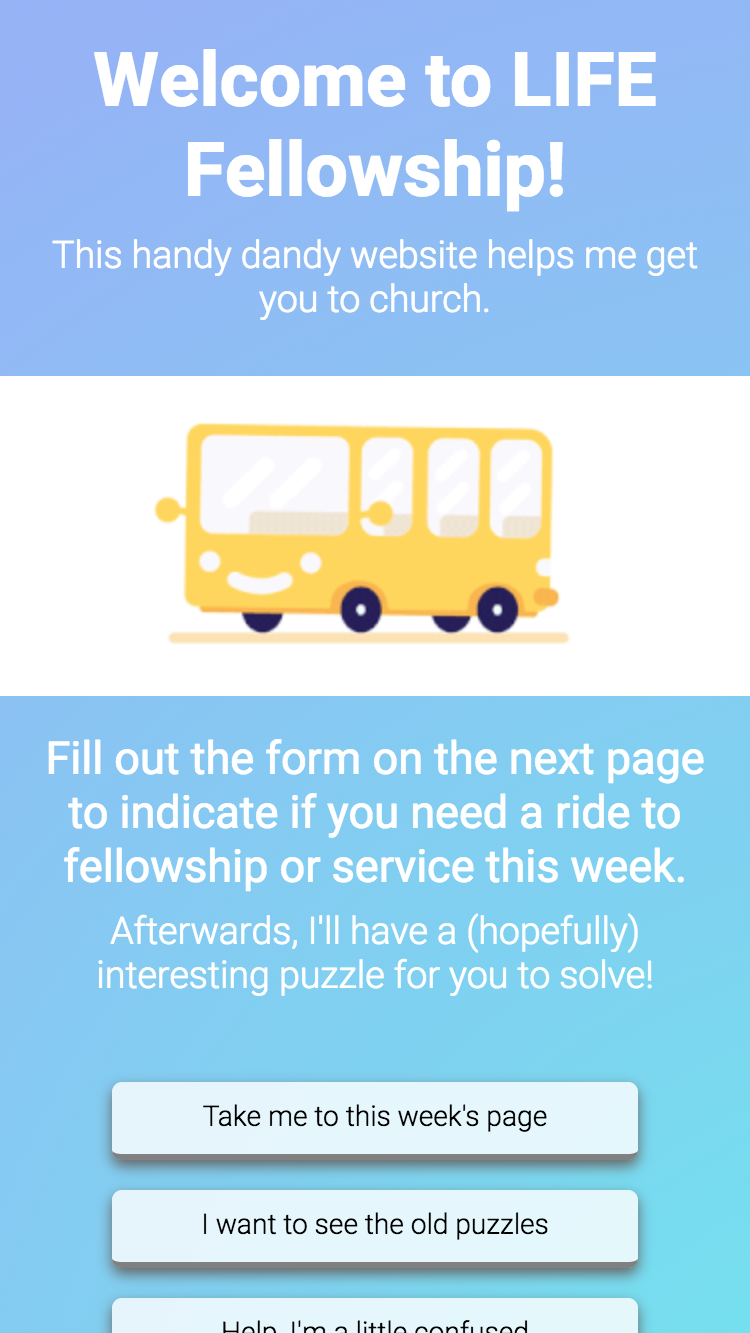 Welcome to LIFE
Fellowship!
This handy dandy website helps me get
you to church.
Fill out the form on the next page
to indicate if you need a ride to
fellowship or service this week.
Afterwards, I'll have a (hopefully)
interesting puzzle for you to solve!
Take me to this week's page
I want to see the old puzzles
Help, I'm a little confused